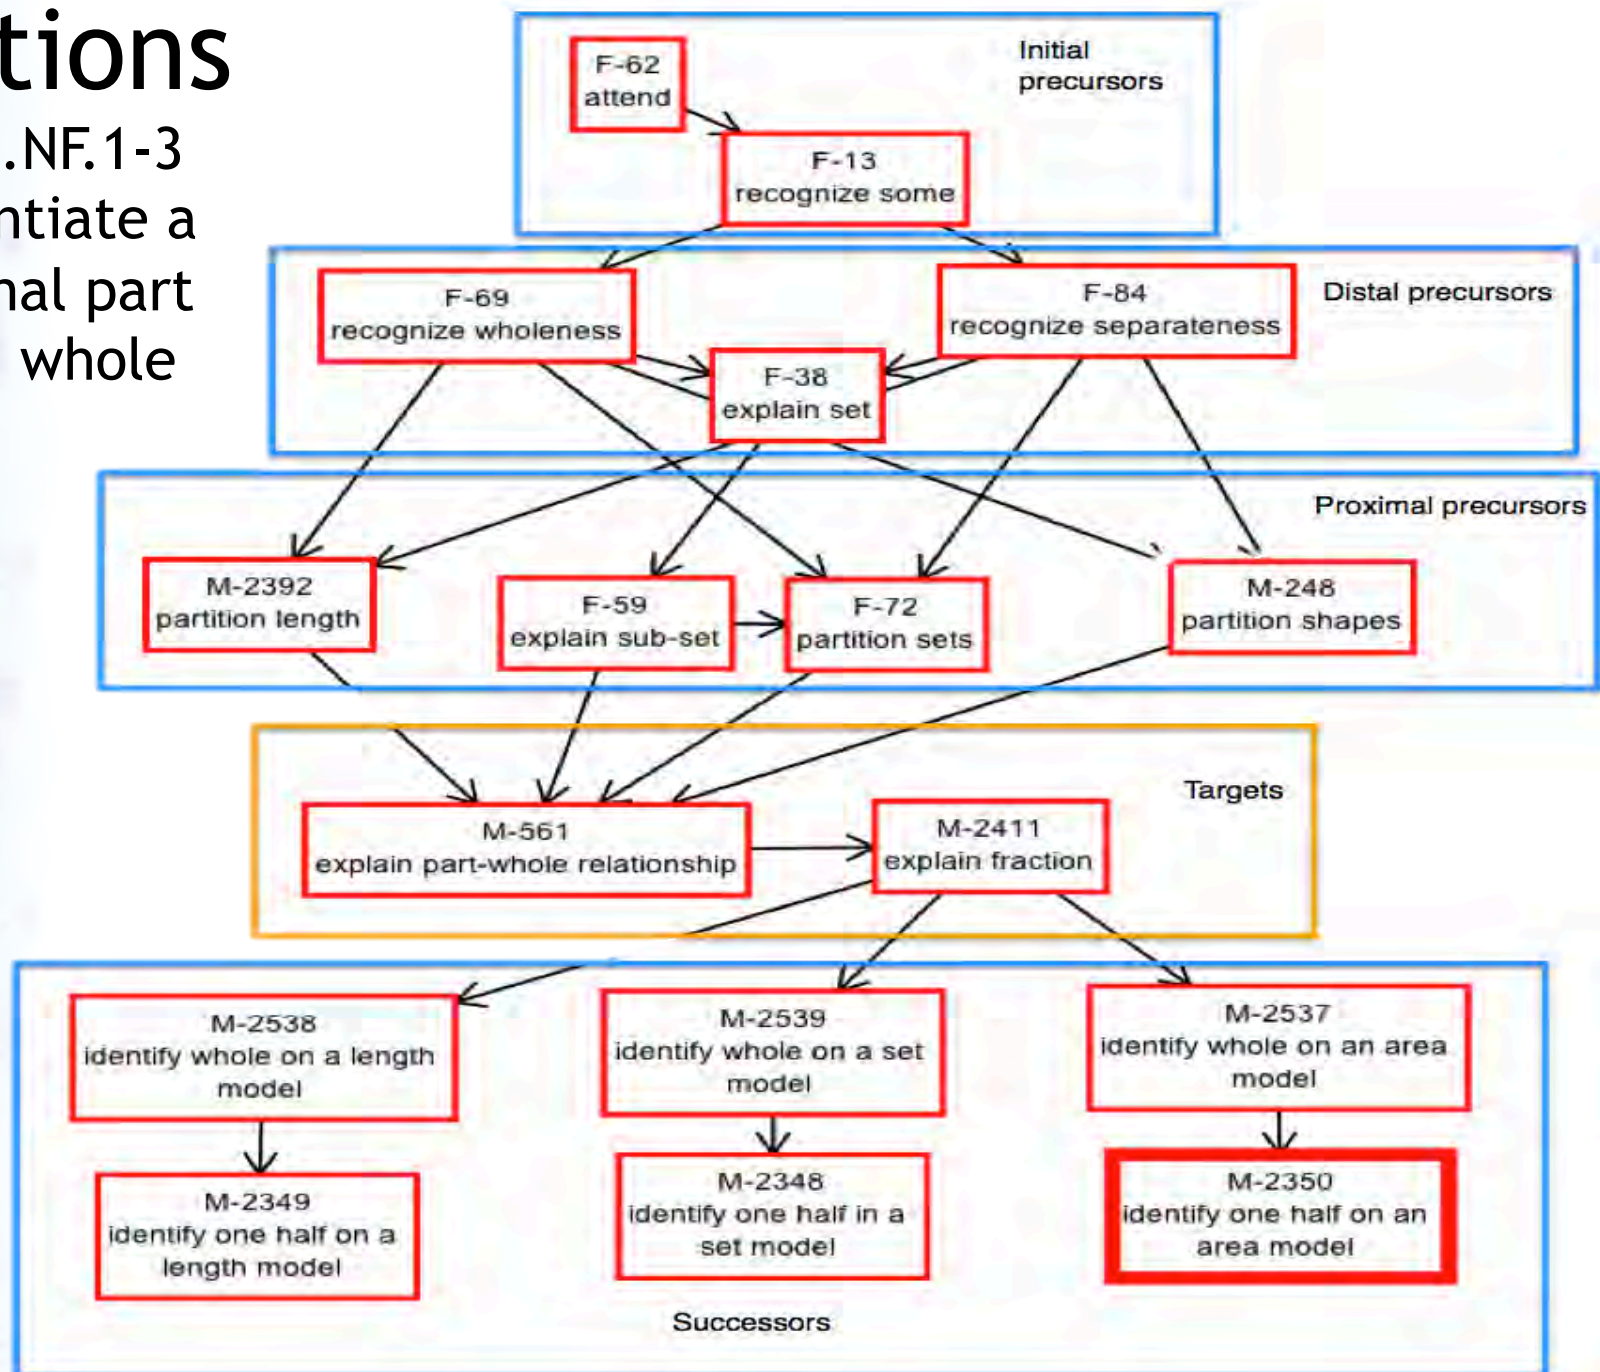 tions
.NF.1-3
ntiate a
nal part
whole
Initial
precursors
F-62
attend
F-13
recognize some
Distal precursors
F-69
recognize wholeness
F-84
recognize separateness
F-38
explain set
Proximal precursors
M-2392
partition length
F-59
explain sub-set
F-72
partition sets
M-248
partition shapes
Targets
M-561
explain part-whole relationship
M-2411
explain fraction
M-2538
identify whole on a length
model
M-2539
identify whole on a set
model
M-2537
identify whole on an area
model
M-2349
identify one half on a
length model
M-2348
identify one half in a
set model
M-2350
identify one half on an
area model
Successors